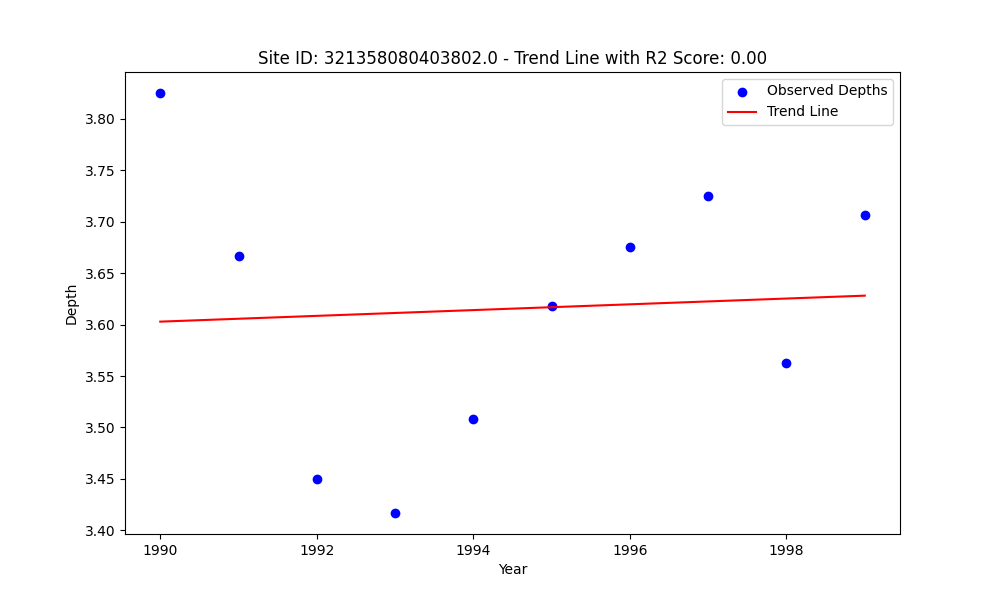 Site ID: 321358080403802.0 - Trend Line with R2 Score: 0.00
Observed Depths
Trend Line
3.80
3.75
3.70
3.65
3.60
3.55
3.50
3.45
3.40
Depth
1990
1992
1994
1996
1998
Year